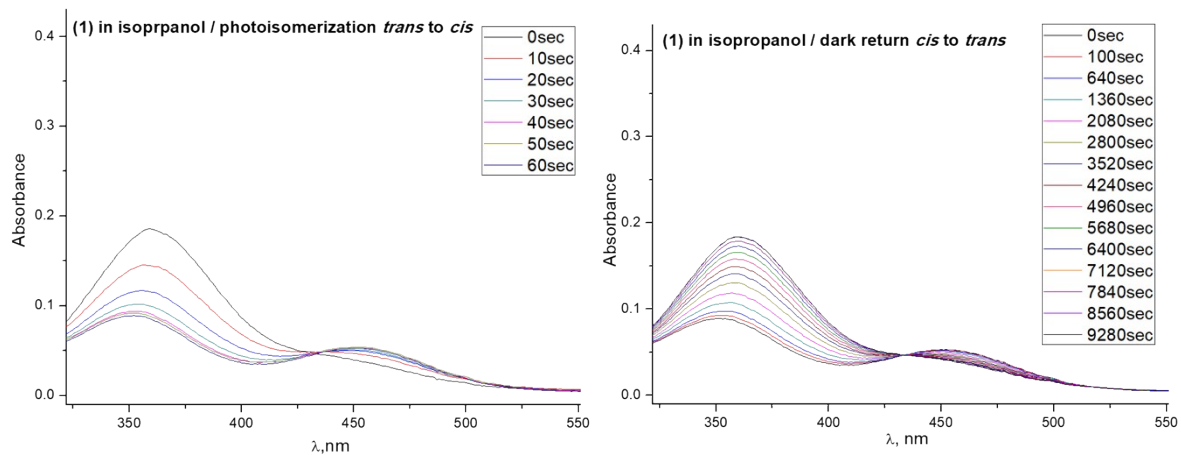 (1) in isoprpanol / photoisomerization trans to cis
0sec
10sec
20sec
30sec
40sec
50sec
60sec
Absorbance
0.4
0.3
0.2
0.1
0.0
350
400
450
500
550
λ,nm
(1) in isopropanol / dark return cis to trans
0sec
100sec
640sec
1360sec
2080sec
2800sec
3520sec
4240sec
4960sec
5680sec
6400sec
7120sec
7840sec
8560sec
9280sec
Absorbance
0.4
0.3
0.2
0.1
0.0
350
400
450
500
550
λ, nm